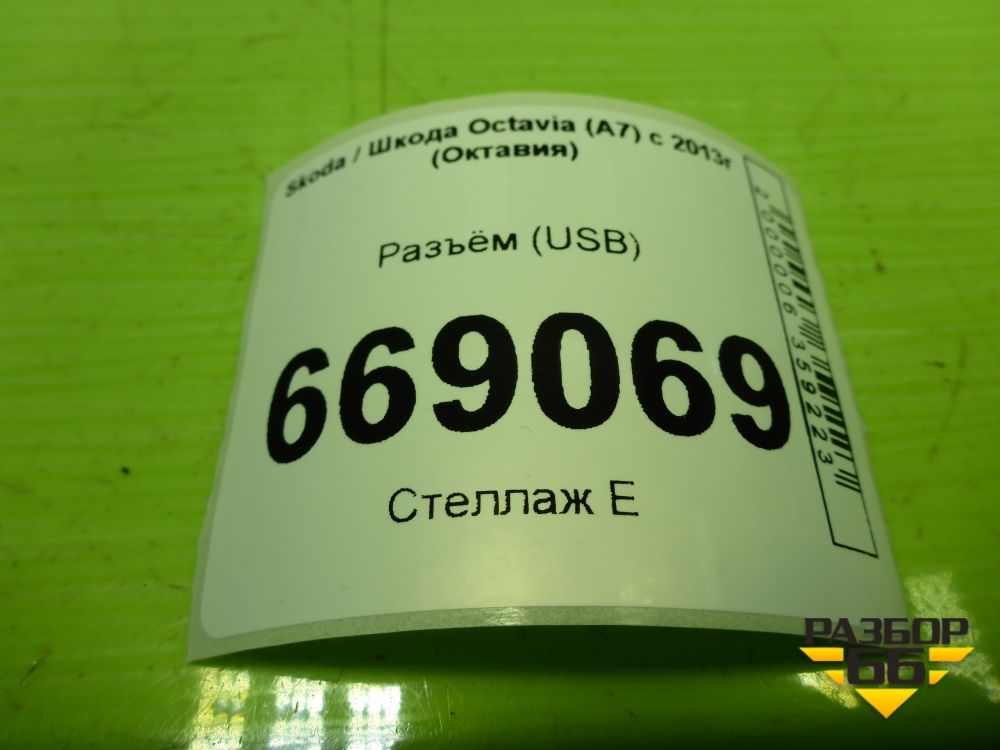 Skoda / Шкода Octavia (A7) с 2013г
(Октавия)
Разъём (USB)
669069
Стеллаж Е
2000006359223
РАЗБОР
66